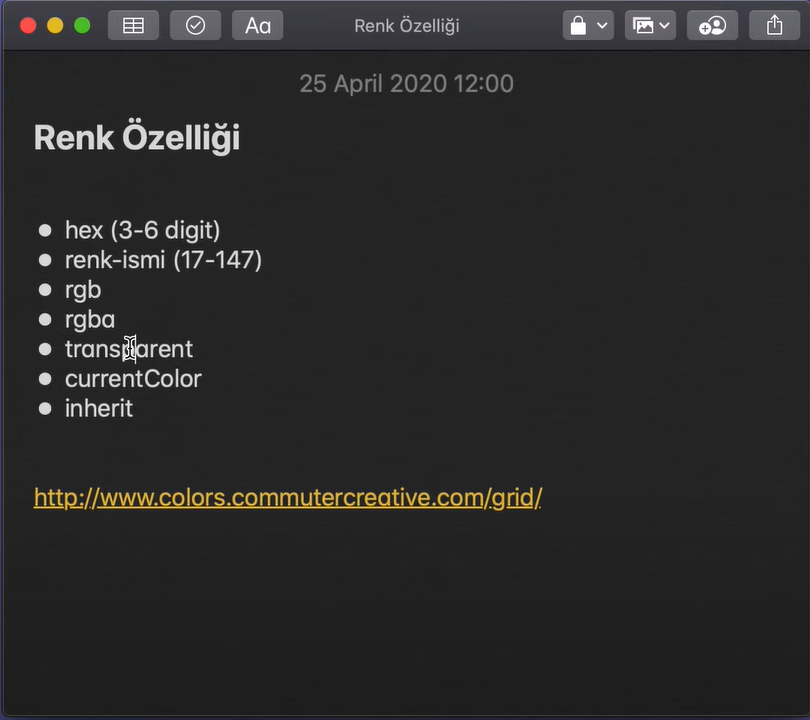 Aa
Renk Özelliği
25 April 2020 12:00
Renk Özelliği
● hex (3-6 digit)
● renk-ismi (17-147)
● rgb
● rgba
● transparent
● currentColor
● inherit
http://www.colors.commutercreative.com/grid/